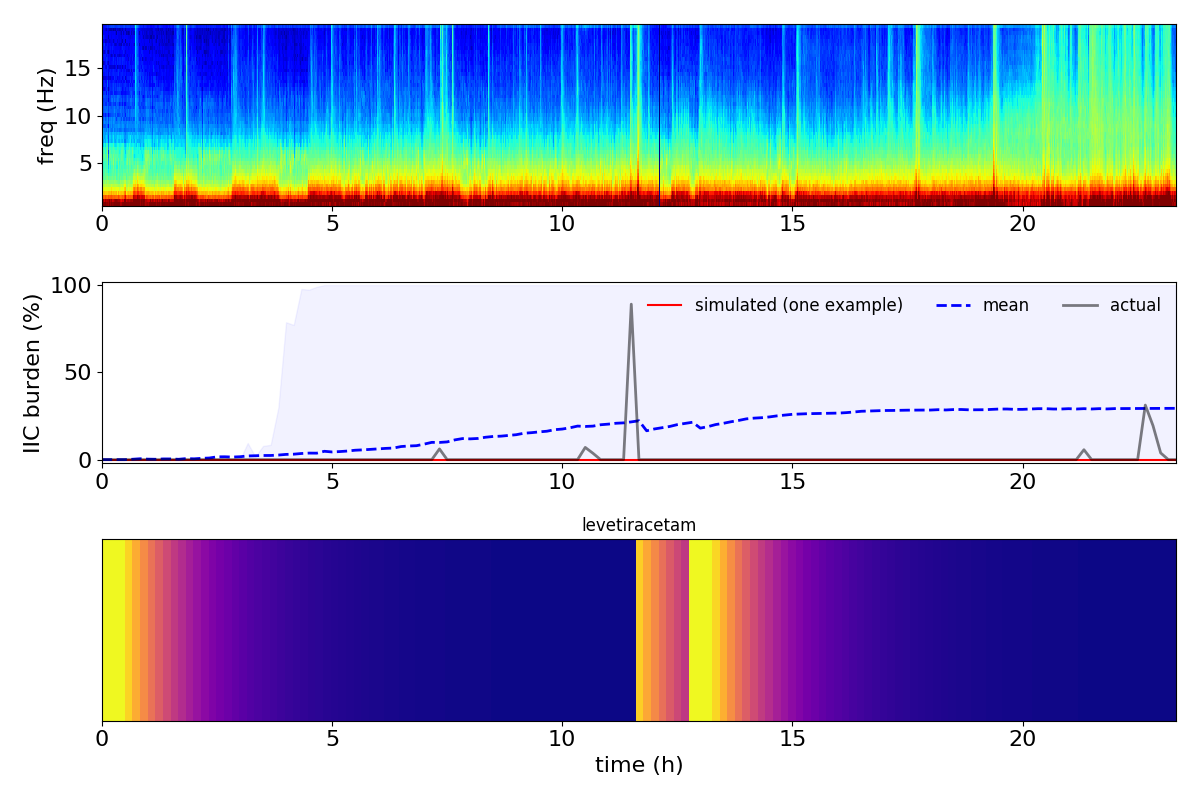 freq (Hz)
15
10
5
0 5 10 15 20
IIC burden (%)
100
50
0
simulated (one example) mean actual
0 5 10 15 20
levetiracetam
0 5 10 15 20
time (h)